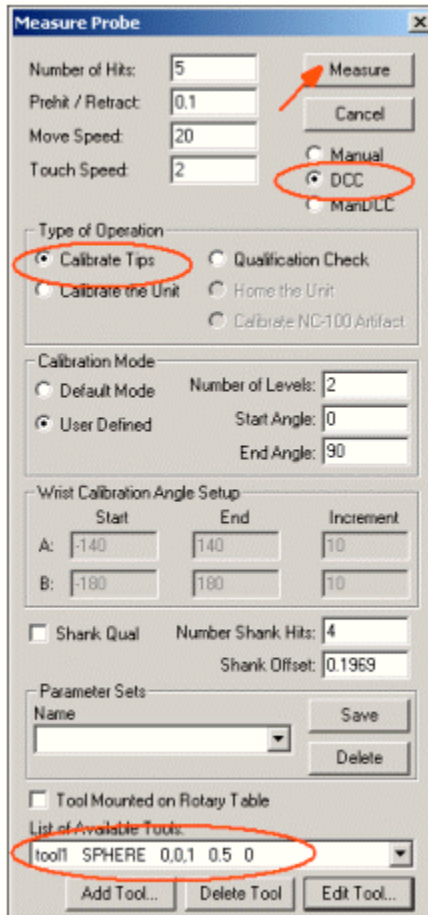 Measure Probe
Number of Hits: 5
Measure
Prehit / Retract: 0.1
Cancel
Move Speed: 20
Manual
Touch Speed: 2
DCC
ManDCC
Type of Operation
Calibrate Tips
Qualification Check
Calibrate the Unit
Home the Unit
Calibrate NC-100 Artifact
Calibration Mode
Default Mode
Number of Levels: 2
User Defined
Start Angle: 0
End Angle: 90
Wrist Calibration Angle Setup
Start End Increment
A: -140 140 10
B: -180 180 10
Shank Qual
Number Shank Hits: 4
Shank Offset: 0.1969
Parameter Sets
Name
Save
Delete
Tool Mounted on Rotary Table
List of Available Tools:
tool1 SPHERE 0,0,1 0.5 0
Add Tool... Delete Tool Edit Tool...